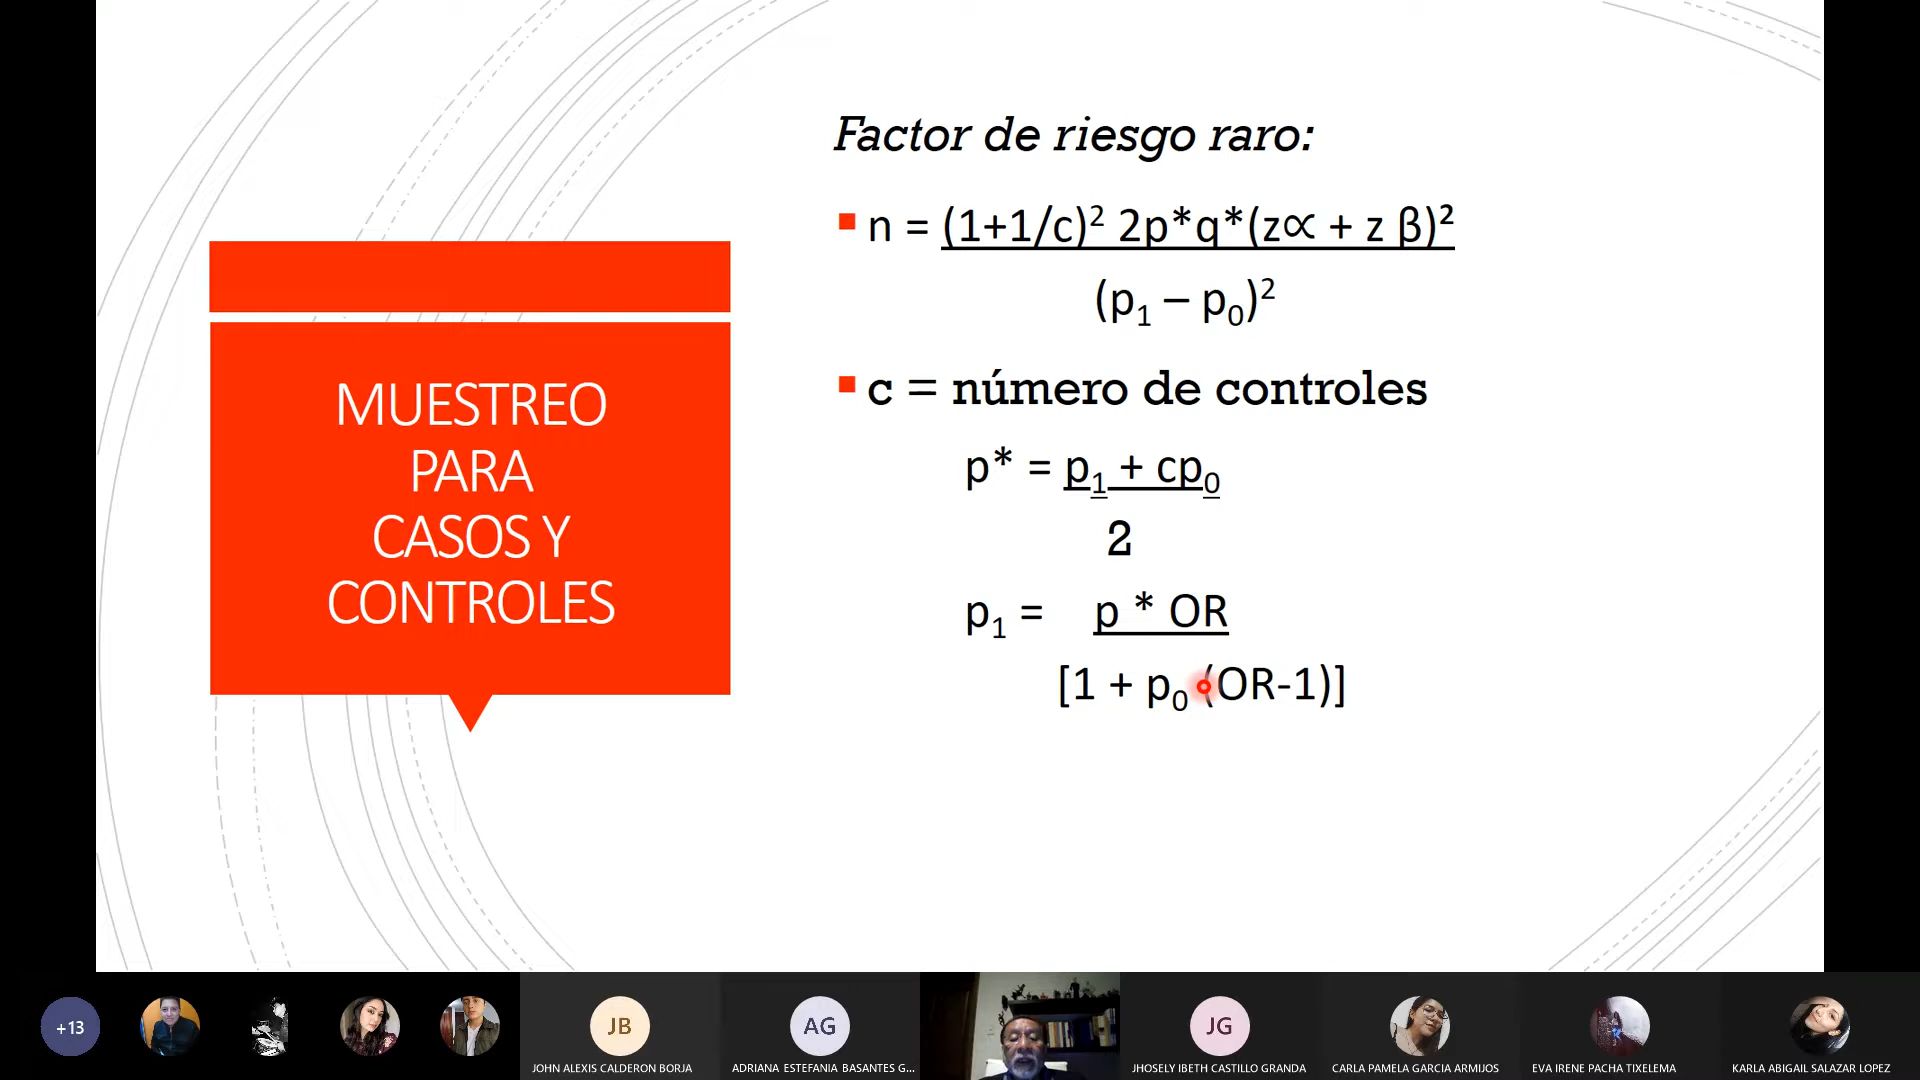 MUESTREO
PARA
CASOS Y
CONTROLES
Factor de riesgo raro:
n = (1+1/c)² 2p*q*(z∝ + z β)²
(p₁ – p₀)²
c = número de controles
p* = p₁ + cp₀
2
p₁ = p * OR
[1 + p₀ (OR-1)]
+13
JB
JOHN ALEXIS CALDERON BORJA
AG
ADRIANA ESTEFANIA BASANTES G...
JG
JHOSELY IBETH CASTILLO GRANDA
CARLA PAMELA GARCIA ARMIJOS
EVA IRENE PACHA TIXELEMA
KARLA ABIGAIL SALAZAR LOPEZ